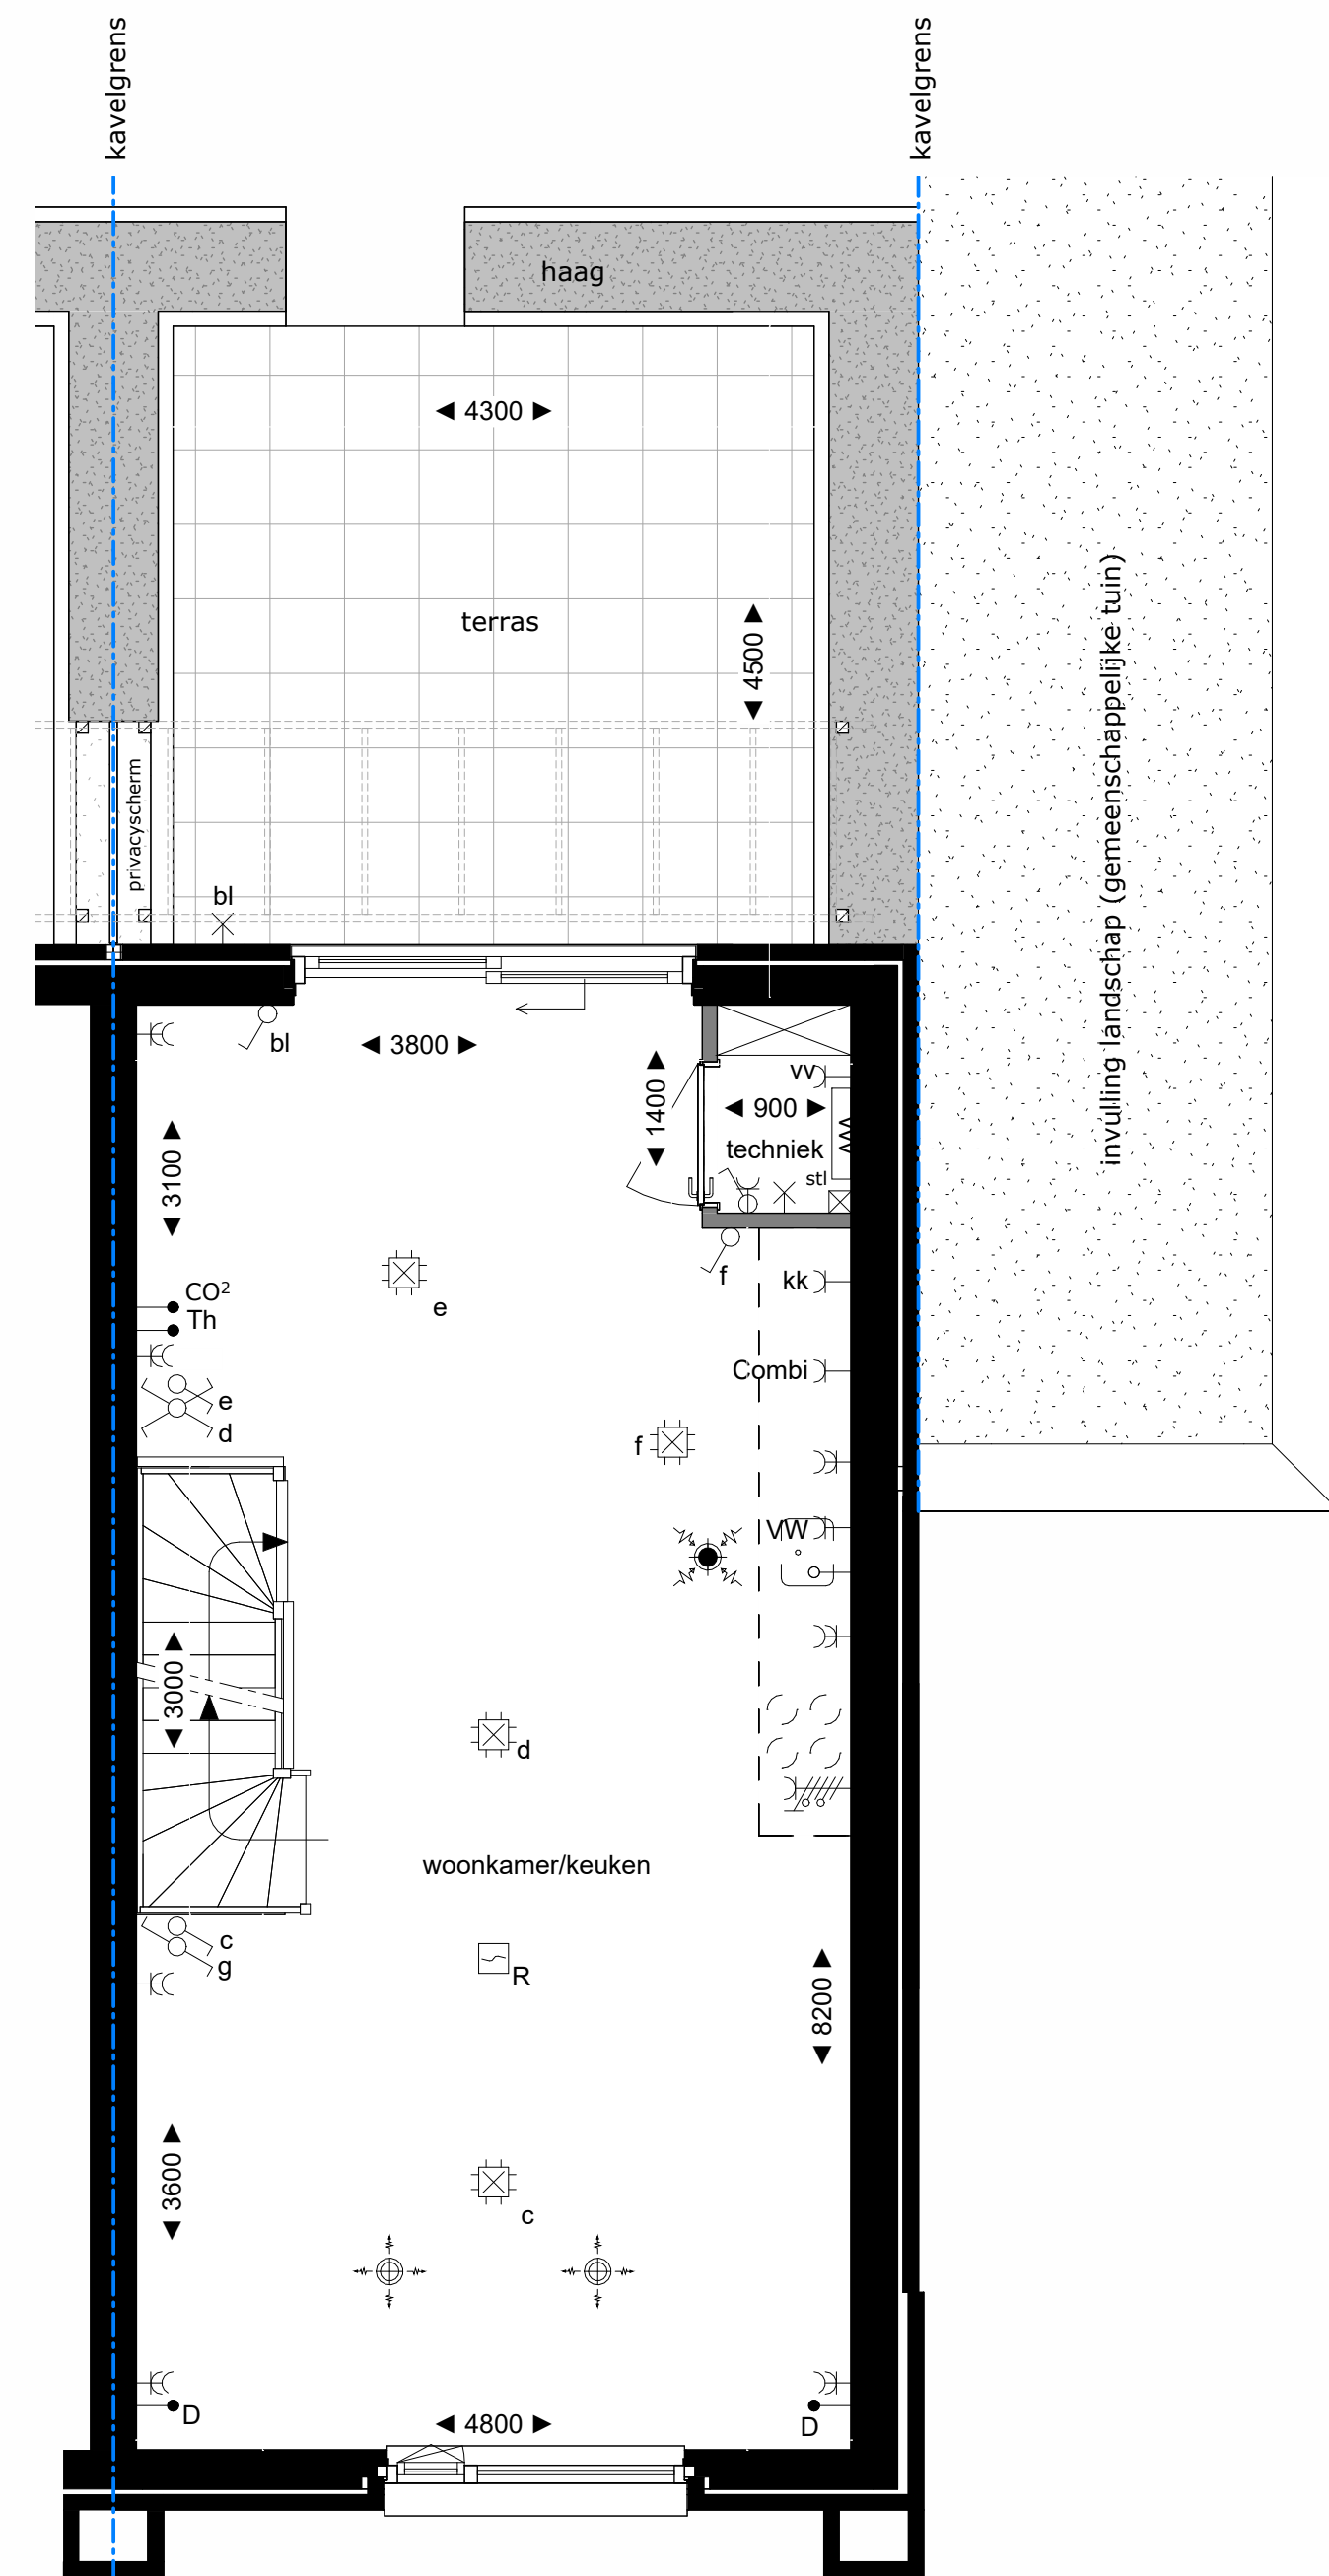 kavelgrens
kavelgrens
haag
4300
terras
4500
invulling landschap (gemeenschappelijke tuin)
privacyscherm
bl
bl
3800
1400
vv
900
techniek
stl
3100
f
kk
CO²
Th
e
Combi
e
d
f
VW
3000
d
woonkamer/keuken
c
g
R
8200
3600
c
D
D
4800